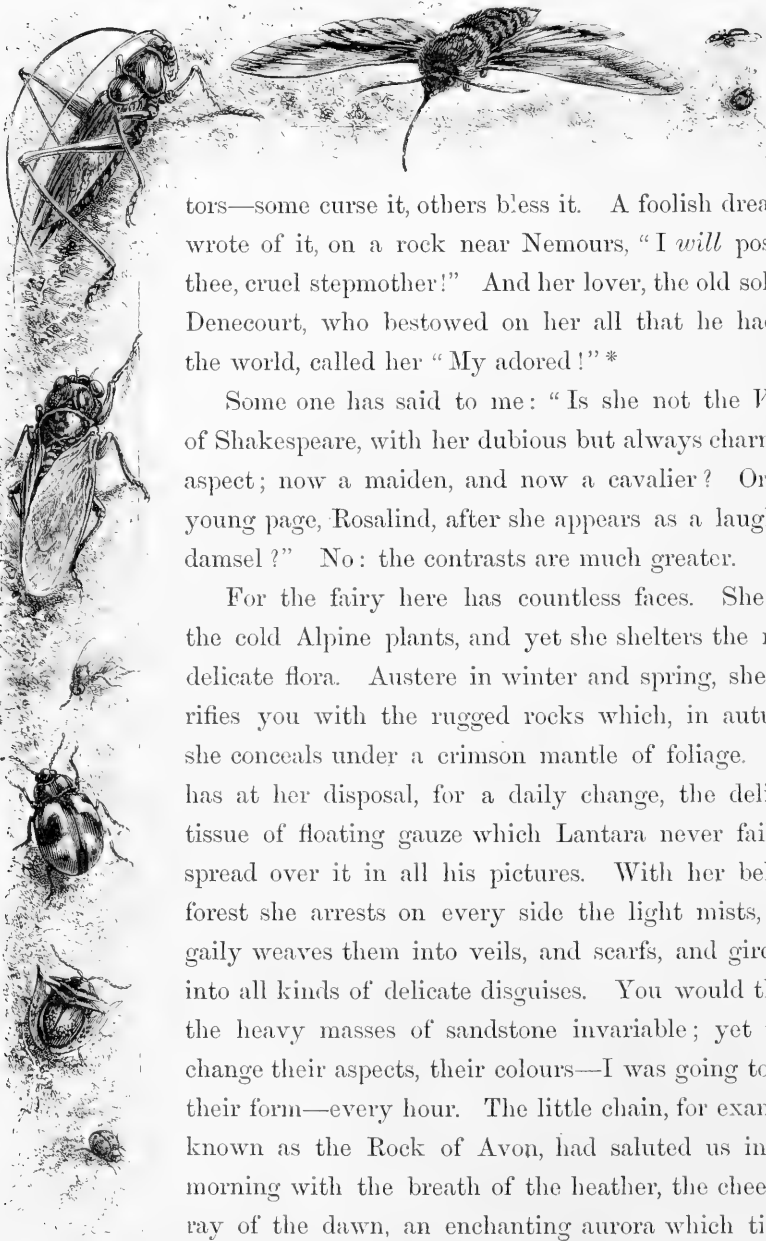 tors—some curse it, others bless it. A foolish drea
wrote of it, on a rock near Nemours, “I will pos
thee, cruel stepmother!” And her lover, the old sol
Denecourt, who bestowed on her all that he ha
the world, called her “My adored!” *
Some one has said to me: “Is she not the V
of Shakespeare, with her dubious but always charr
aspect; now a maiden, and now a cavalier? Or
young page, Rosalind, after she appears as a laugh
damsel?” No: the contrasts are much greater.
For the fairy here has countless faces. She
the cold Alpine plants, and yet she shelters the
delicate flora. Austere in winter and spring, she
rifies you with the rugged rocks which, in autu
she conceals under a crimson mantle of foliage.
has at her disposal, for a daily change, the deli
tissue of floating gauze which Lantara never fai
spread over it in all his pictures. With her be
forest she arrests on every side the light mists,
gaily weaves them into veils, and scarfs, and gird
into all kinds of delicate disguises. You would th
the heavy masses of sandstone invariable; yet
change their aspects, their colours—I was going to
their form—every hour. The little chain, for exam
known as the Rock of Avon, had saluted us in
morning with the breath of the heather, the chee
ray of the dawn, an enchanting aurora which ti